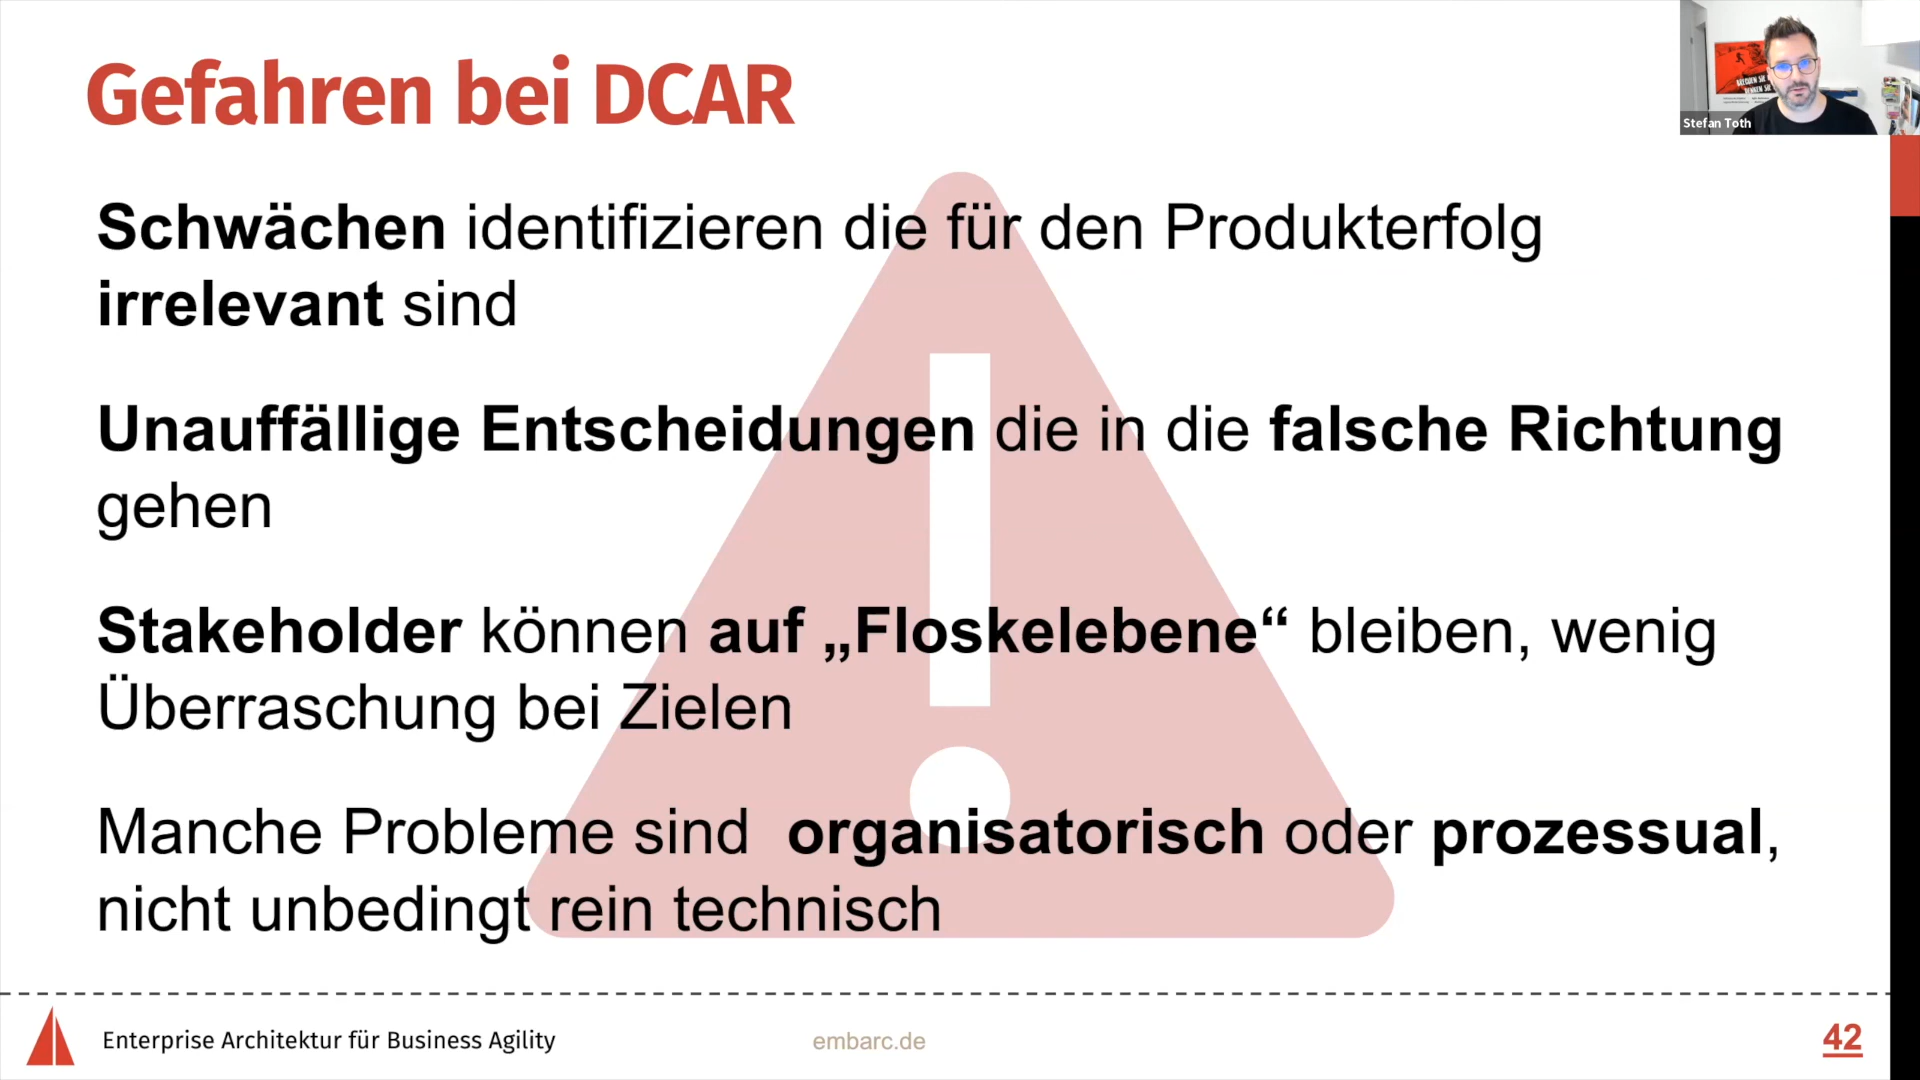 Gefahren bei DCAR
Stefan Toth
Schwächen identifizieren die für den Produkterfolg
irrelevant sind
Unauffällige Entscheidungen die in die falsche Richtung
gehen
Stakeholder können auf „Floskelebene“ bleiben, wenig
Überraschung bei Zielen
Manche Probleme sind organisatorisch oder prozessual,
nicht unbedingt rein technisch
Enterprise Architektur für Business Agility
embarc.de
42